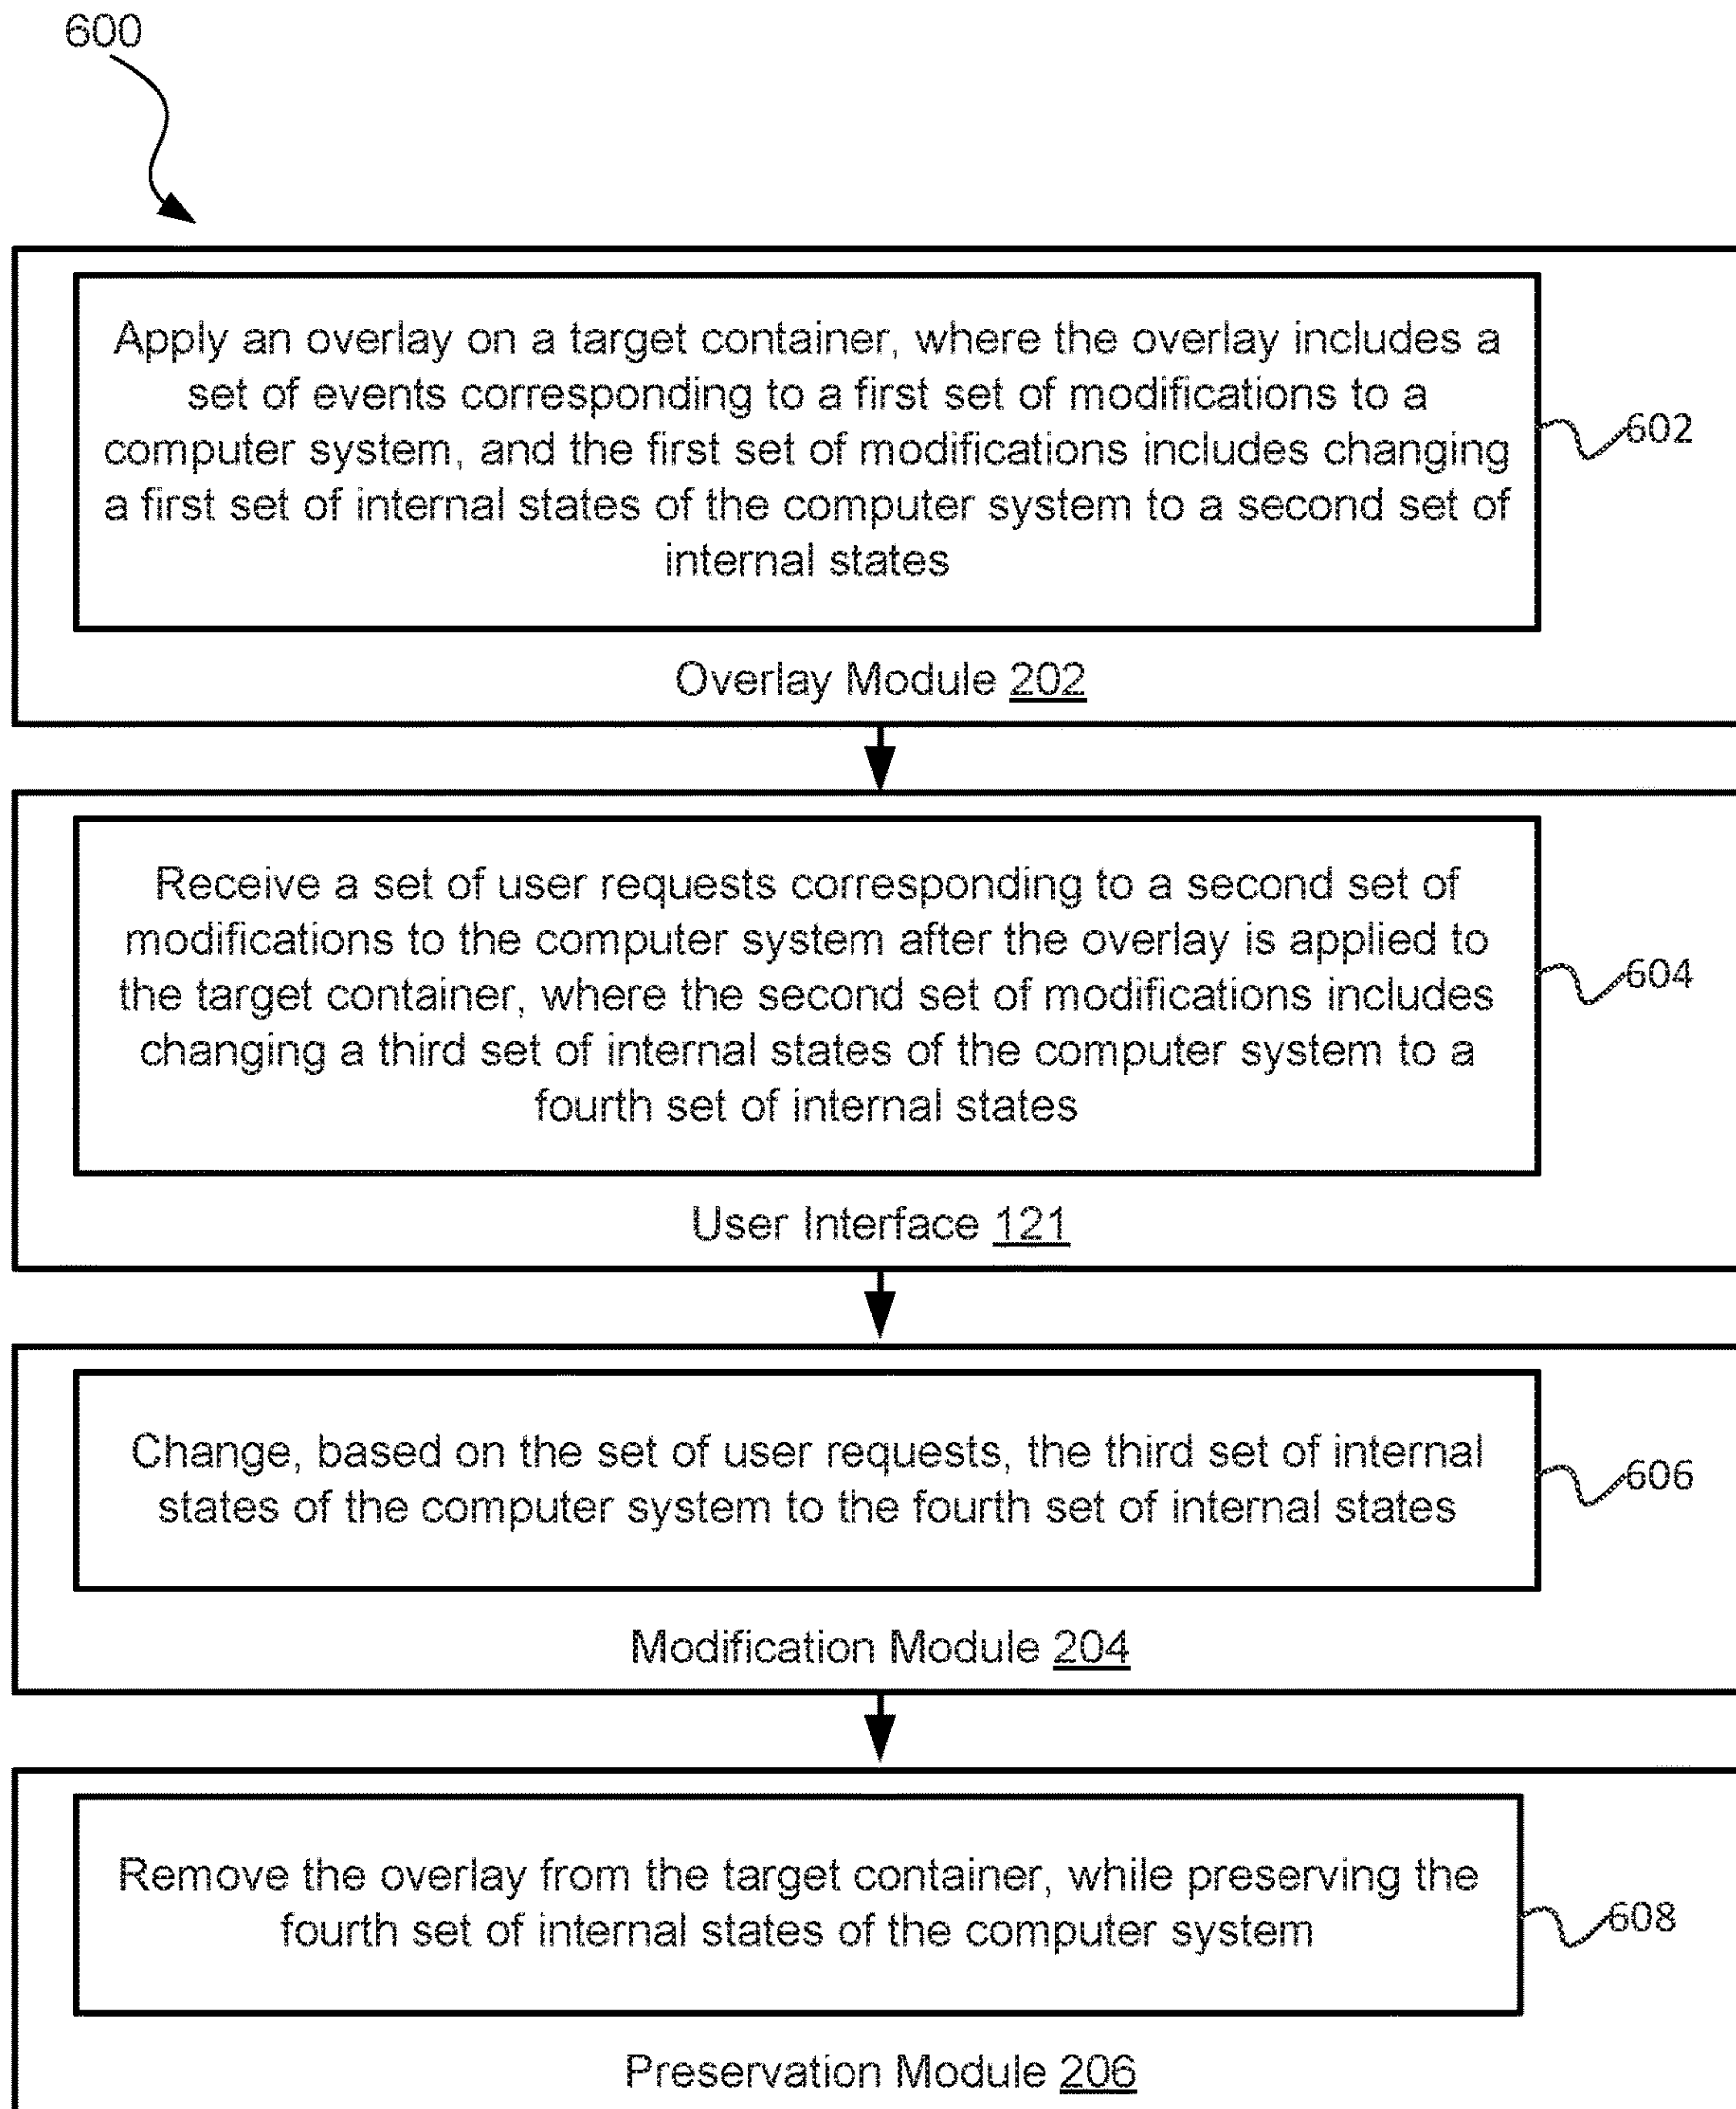 600
Apply an overlay on a target container, where the overlay includes a
set of events corresponding to a first set of modifications to a
computer system, and the first set of modifications includes changing
a first set of internal states of the computer system to a second set of
internal states
602
Overlay Module 202
Receive a set of user requests corresponding to a second set of
modifications to the computer system after the overlay is applied to
the target container, where the second set of modifications includes
changing a third set of internal states of the computer system to a
fourth set of internal states
604
User Interface 121
Change, based on the set of user requests, the third set of internal
states of the computer system to the fourth set of internal states
606
Modification Module 204
Remove the overlay from the target container, while preserving the
fourth set of internal states of the computer system
608
Preservation Module 206